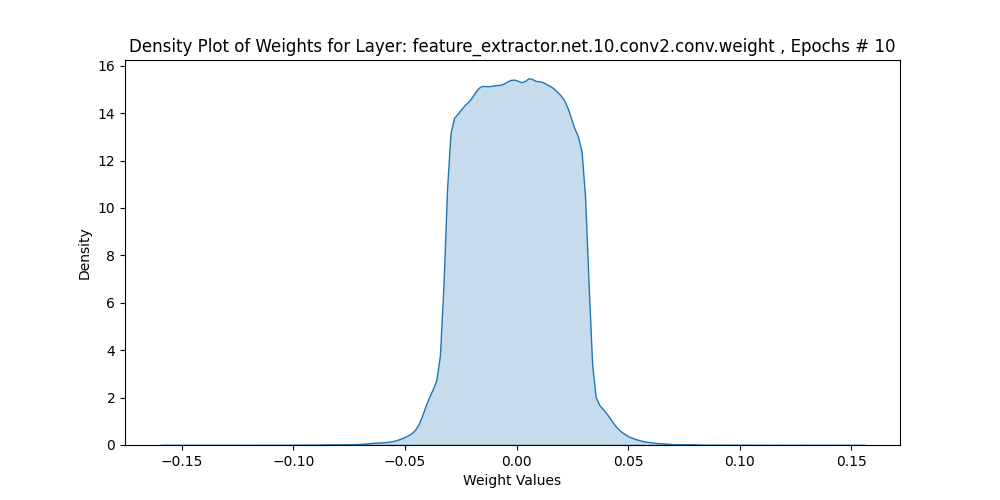 Density Plot of Weights for Layer: feature_extractor.net.10.conv2.conv.weight , Epochs # 10
16
14
12
10
8
6
4
2
0
Density
−0.15 −0.10 −0.05 0.00 0.05 0.10 0.15
Weight Values